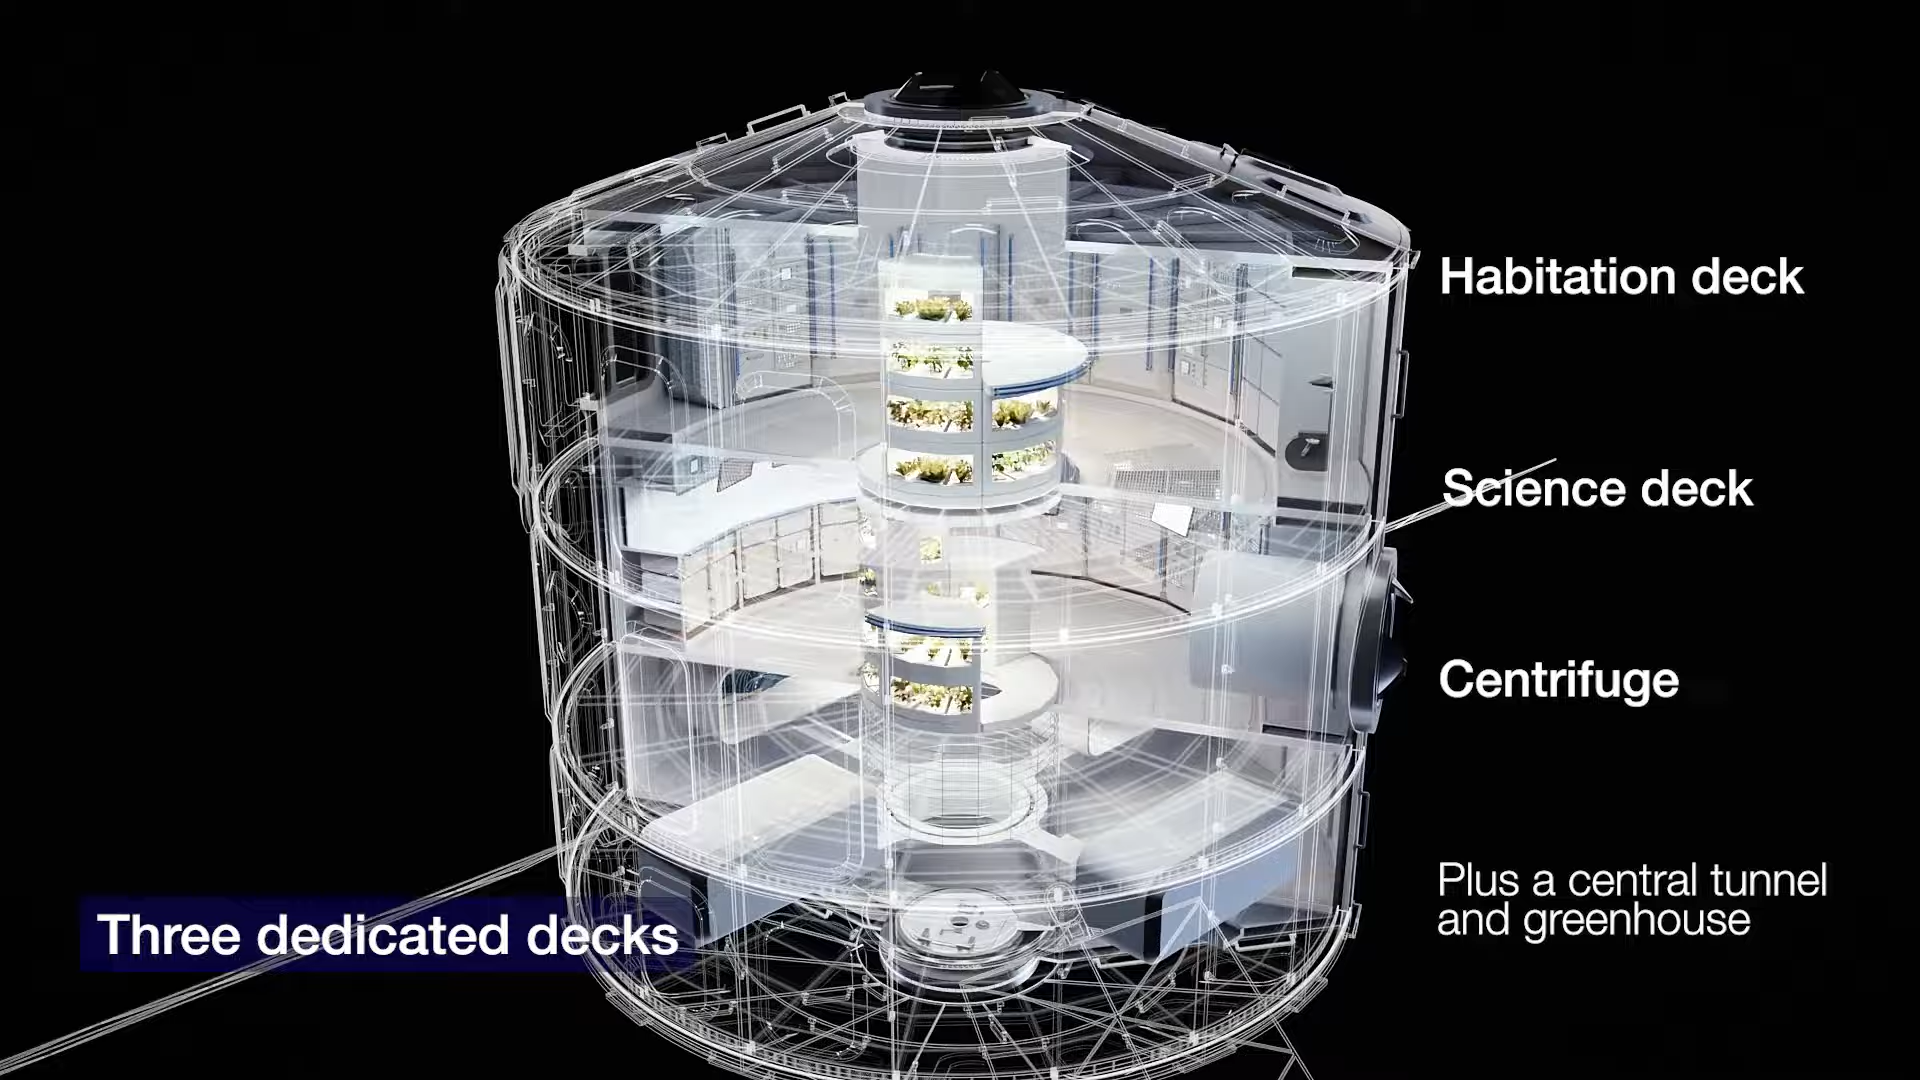 Habitation deck
Science deck
Centrifuge
Plus a central tunnel
and greenhouse
Three dedicated decks